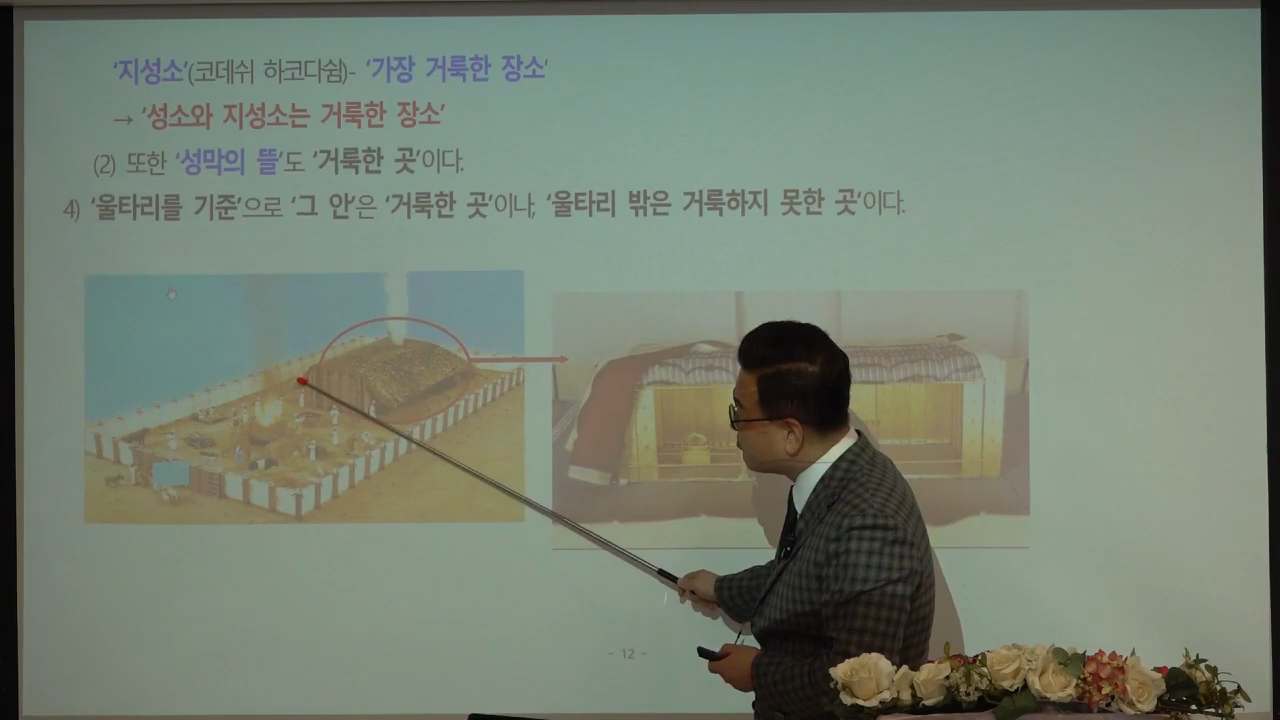 ‘지성소’(코데쉬 하코다쉼)- ‘가장 거룩한 장소’
→ ‘성소와 지성소는 거룩한 장소’
(2) 또한 ‘성막의 뜰’도 ‘거룩한 곳’이다.
4) ‘울타리를 기준’으로 ‘그 안’은 ‘거룩한 곳’이나, ‘울타리 밖은 거룩하지 못한 곳’이다.
- 12 -